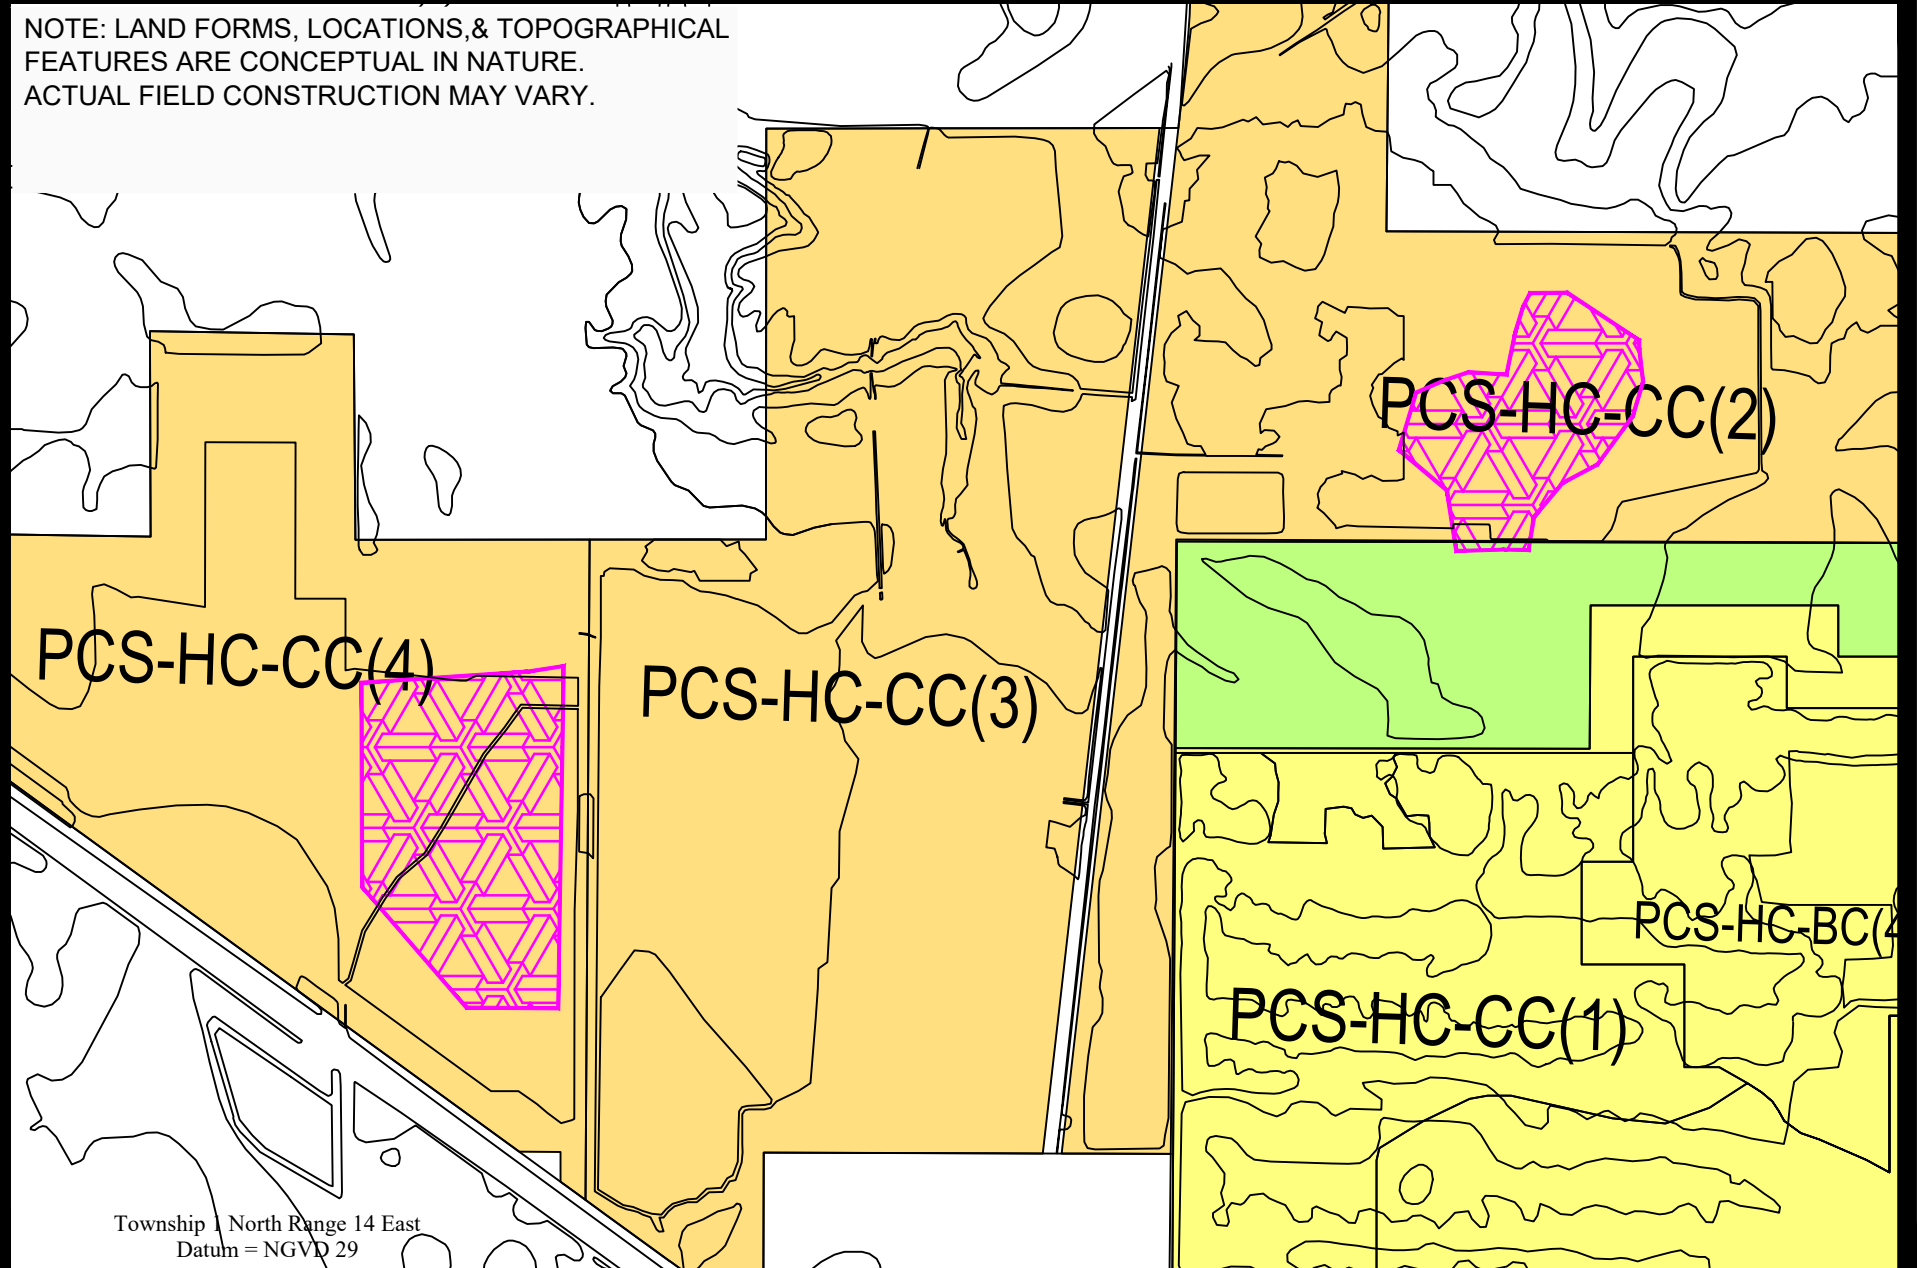 NOTE: LAND FORMS, LOCATIONS,& TOPOGRAPHICAL
FEATURES ARE CONCEPTUAL IN NATURE.
ACTUAL FIELD CONSTRUCTION MAY VARY.
PCS-HC-CC(2)
PCS-HC-CC(4)
PCS-HC-CC(3)
PCS-HC-BC(4
PCS-HC-CC(1)
Township 1 North Range 14 East
Datum = NGVD 29